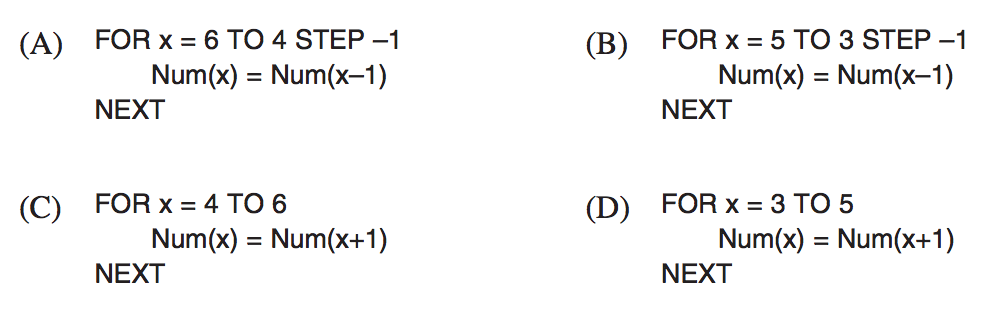 (A) FOR x = 6 TO 4 STEP –1
Num(x) = Num(x–1)
NEXT
(B) FOR x = 5 TO 3 STEP –1
Num(x) = Num(x–1)
NEXT
(C) FOR x = 4 TO 6
Num(x) = Num(x+1)
NEXT
(D) FOR x = 3 TO 5
Num(x) = Num(x+1)
NEXT